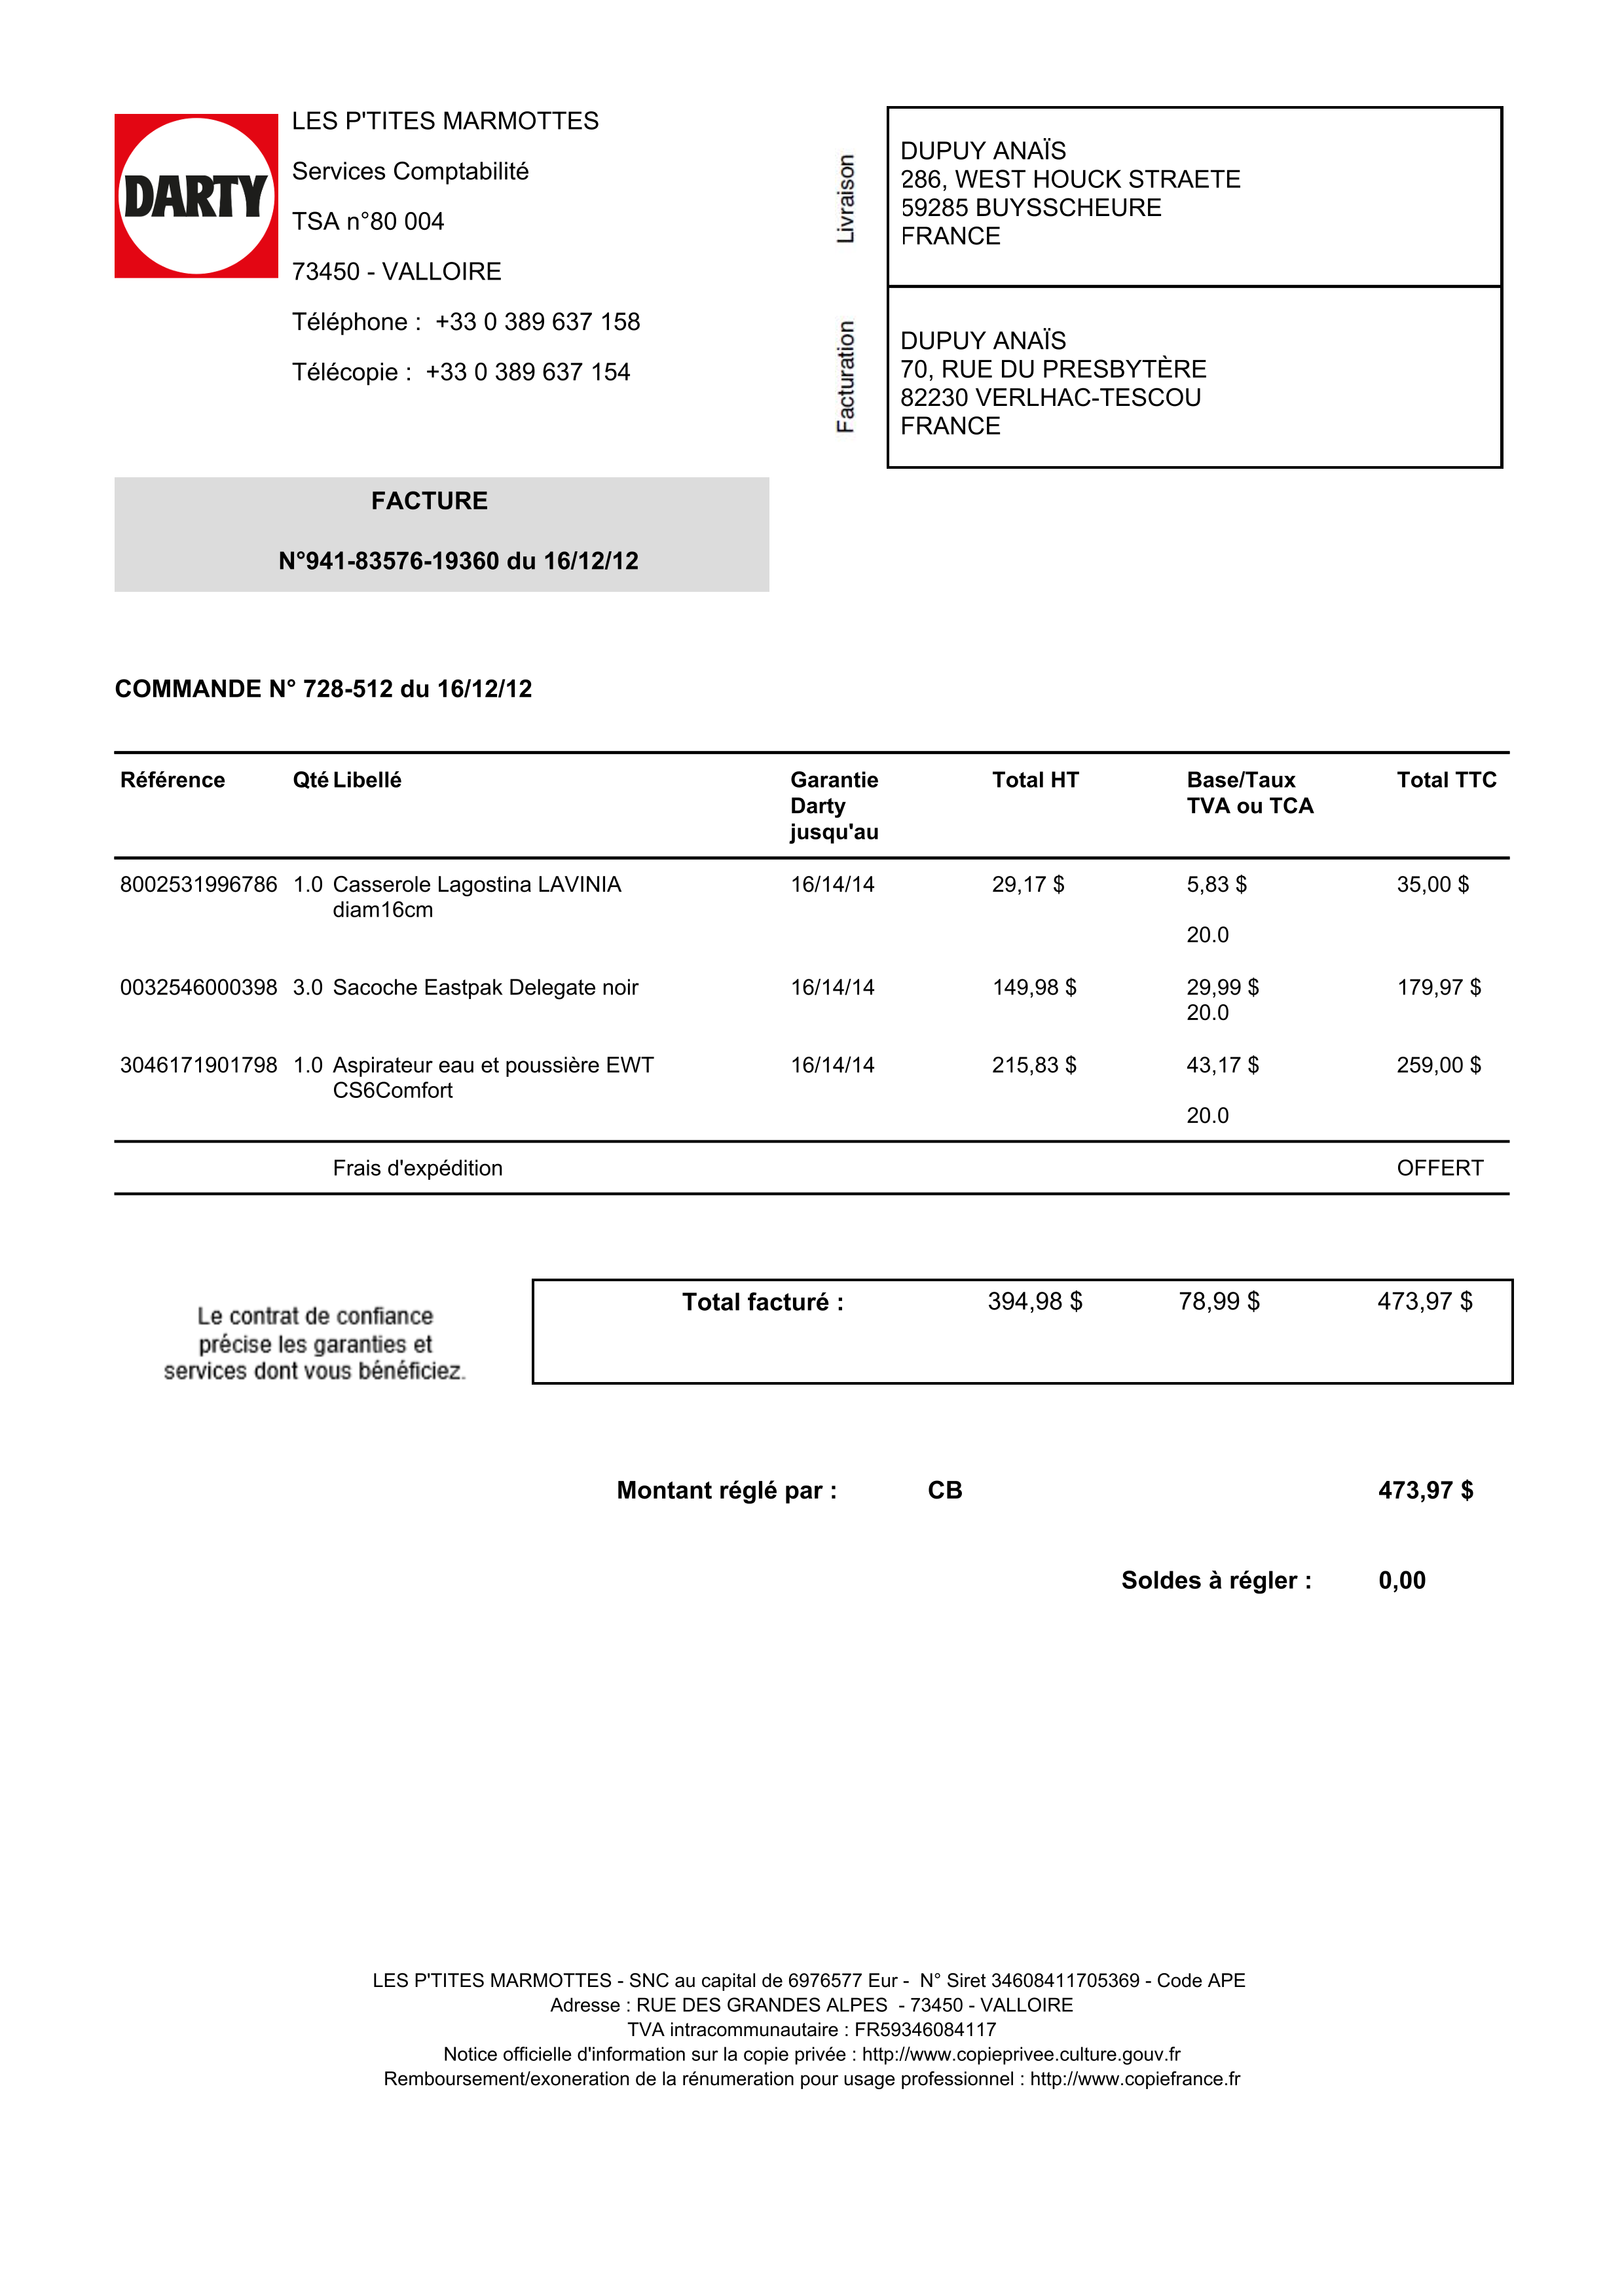 DARTY
LES P'TITES MARMOTTES
Services Comptabilité
TSA n°80 004
73450 - VALLOIRE
Téléphone : +33 0 389 637 158
Télécopie : +33 0 389 637 154
Livraison
DUPUY ANAÏS
286, WEST HOUCK STRAETE
59285 BUYSSCHEURE
FRANCE
Facturation
DUPUY ANAÏS
70, RUE DU PRESBYTÈRE
82230 VERLHAC-TESCOU
FRANCE
FACTURE
N°941-83576-19360 du 16/12/12
COMMANDE N° 728-512 du 16/12/12
Référence Qté Libellé Garantie Total HT Base/Taux Total TTC
Darty TVA ou TCA
jusqu'au
8002531996786 1.0 Casserole Lagostina LAVINIA 16/14/14 29,17 $ 5,83 $ 35,00 $
diam16cm
20.0
0032546000398 3.0 Sacoche Eastpak Delegate noir 16/14/14 149,98 $ 29,99 $ 179,97 $
20.0
3046171901798 1.0 Aspirateur eau et poussière EWT 16/14/14 215,83 $ 43,17 $ 259,00 $
CS6Comfort
20.0
Frais d'expédition OFFERT
Le contrat de confiance
précise les garanties et
services dont vous bénéficiez.
Total facturé : 394,98 $ 78,99 $ 473,97 $
Montant réglé par : CB 473,97 $
Soldes à régler : 0,00
LES P'TITES MARMOTTES - SNC au capital de 6976577 Eur - N° Siret 34608411705369 - Code APE
Adresse : RUE DES GRANDES ALPES - 73450 - VALLOIRE
TVA intracommunautaire : FR59346084117
Notice officielle d'information sur la copie privée : http://www.copieprivee.culture.gouv.fr
Remboursement/exoneration de la rénumeration pour usage professionnel : http://www.copiefrance.fr